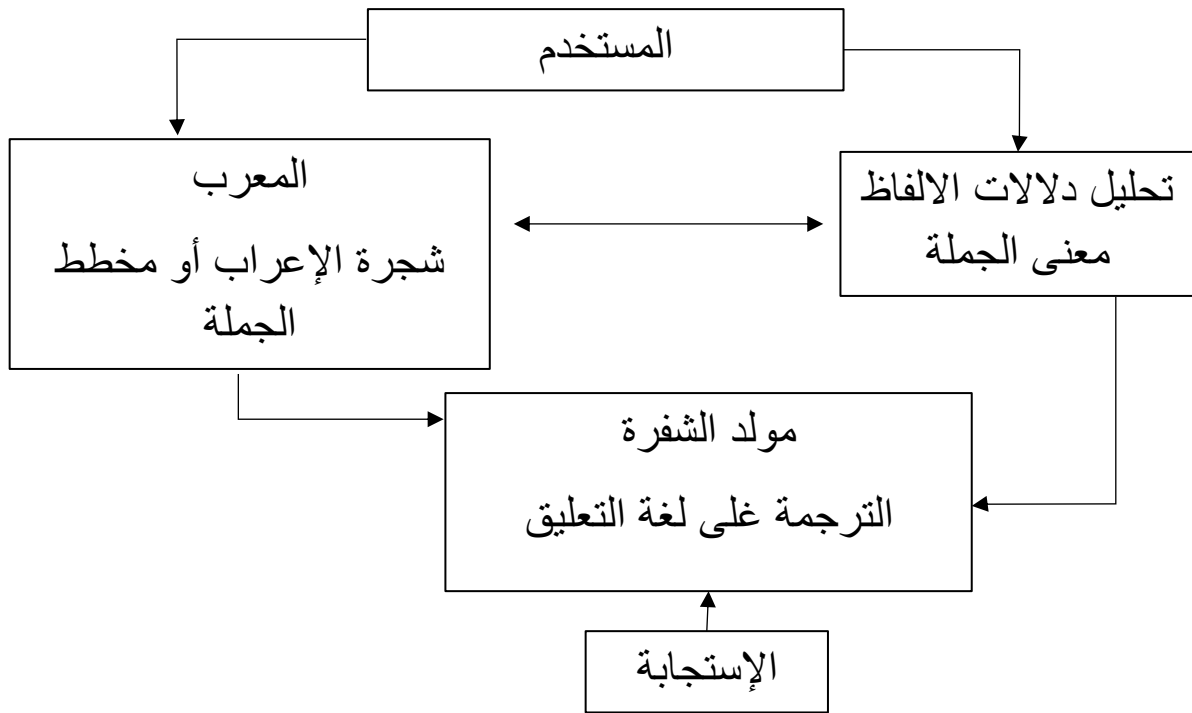 المستخدم
المعرب
شجرة الإعراب أو مخطط
الجملة
تحليل دلالات الالفاظ
معنى الجملة
مولد الشفرة
الترجمة غلى لغة التعليق
الإستجابة